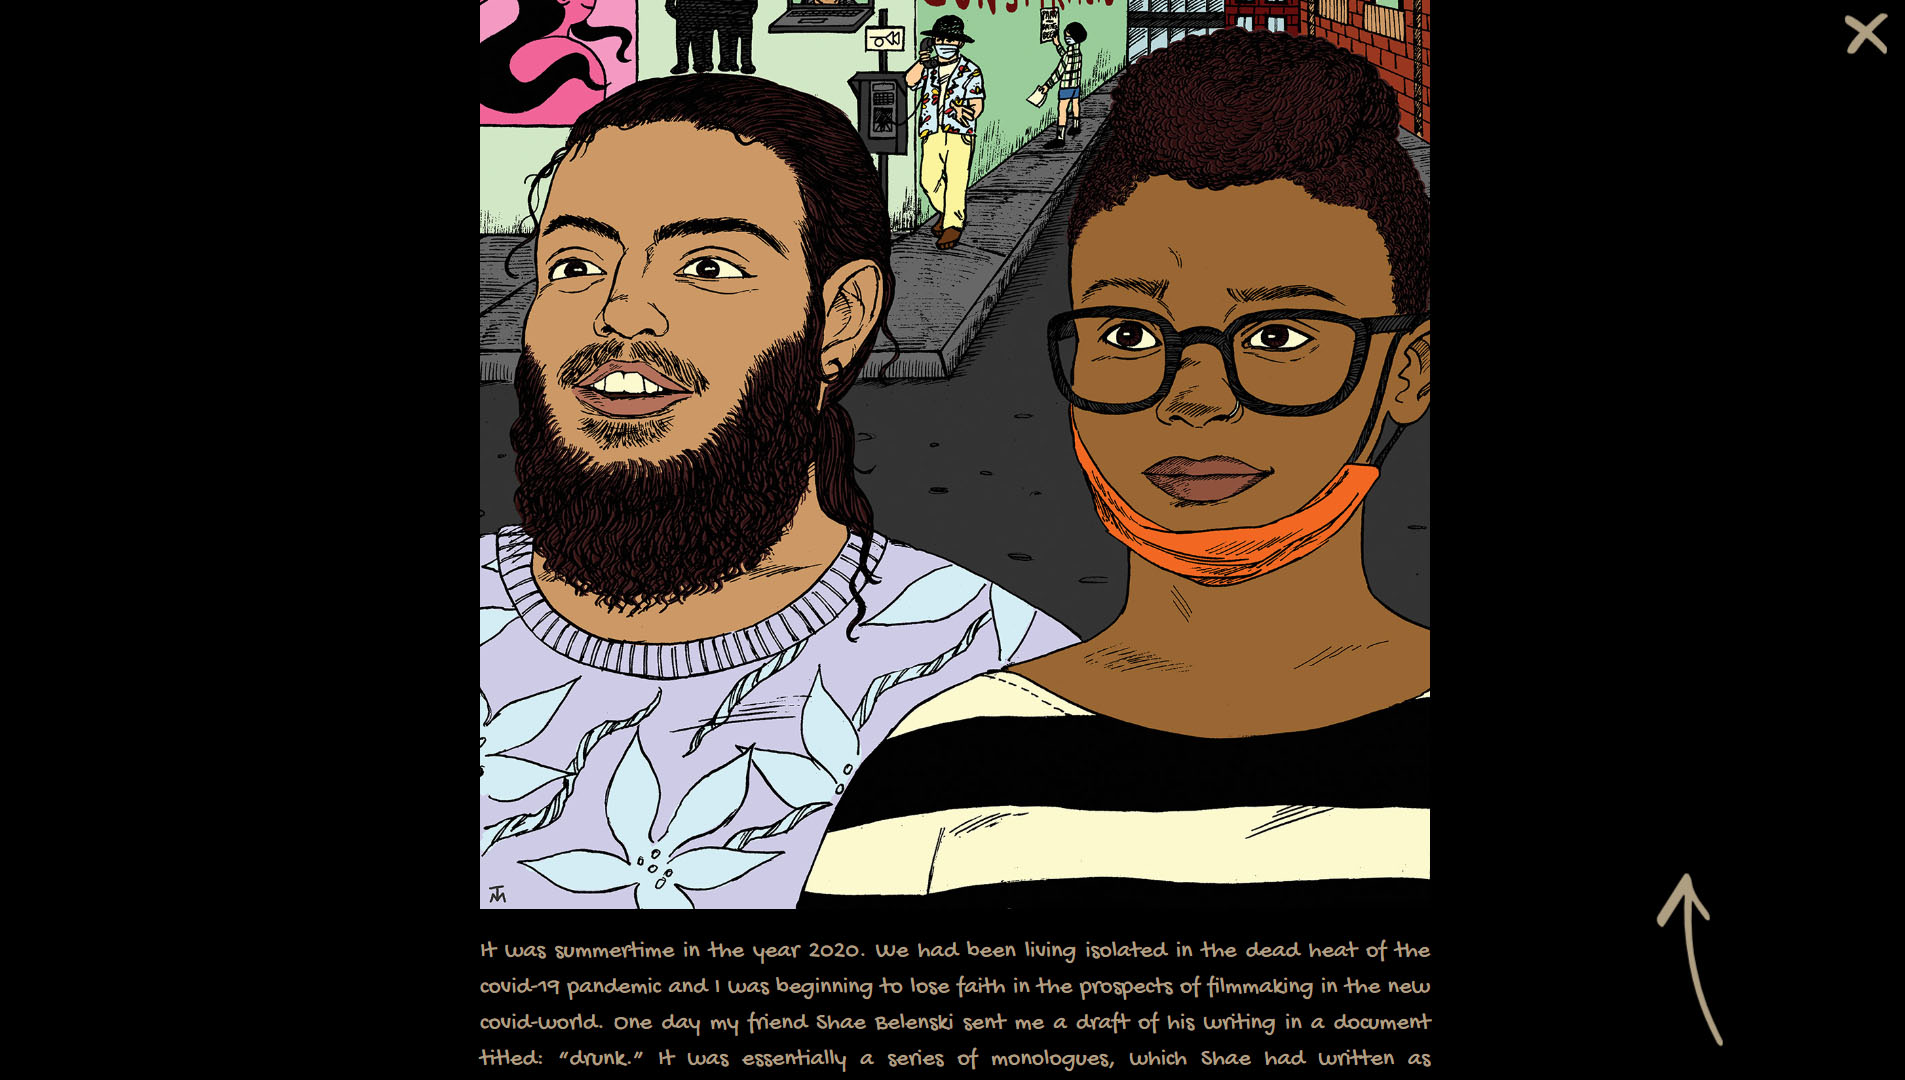 It was summertime in the year 2020. We had been living isolated in the dead heat of the
covid-19 pandemic and I was beginning to lose faith in the prospects of filmmaking in the new
covid-world. One day my friend Shae Belenski sent me a draft of his writing in a document
titled: “drunk.” It was essentially a series of monologues, which Shae had written as